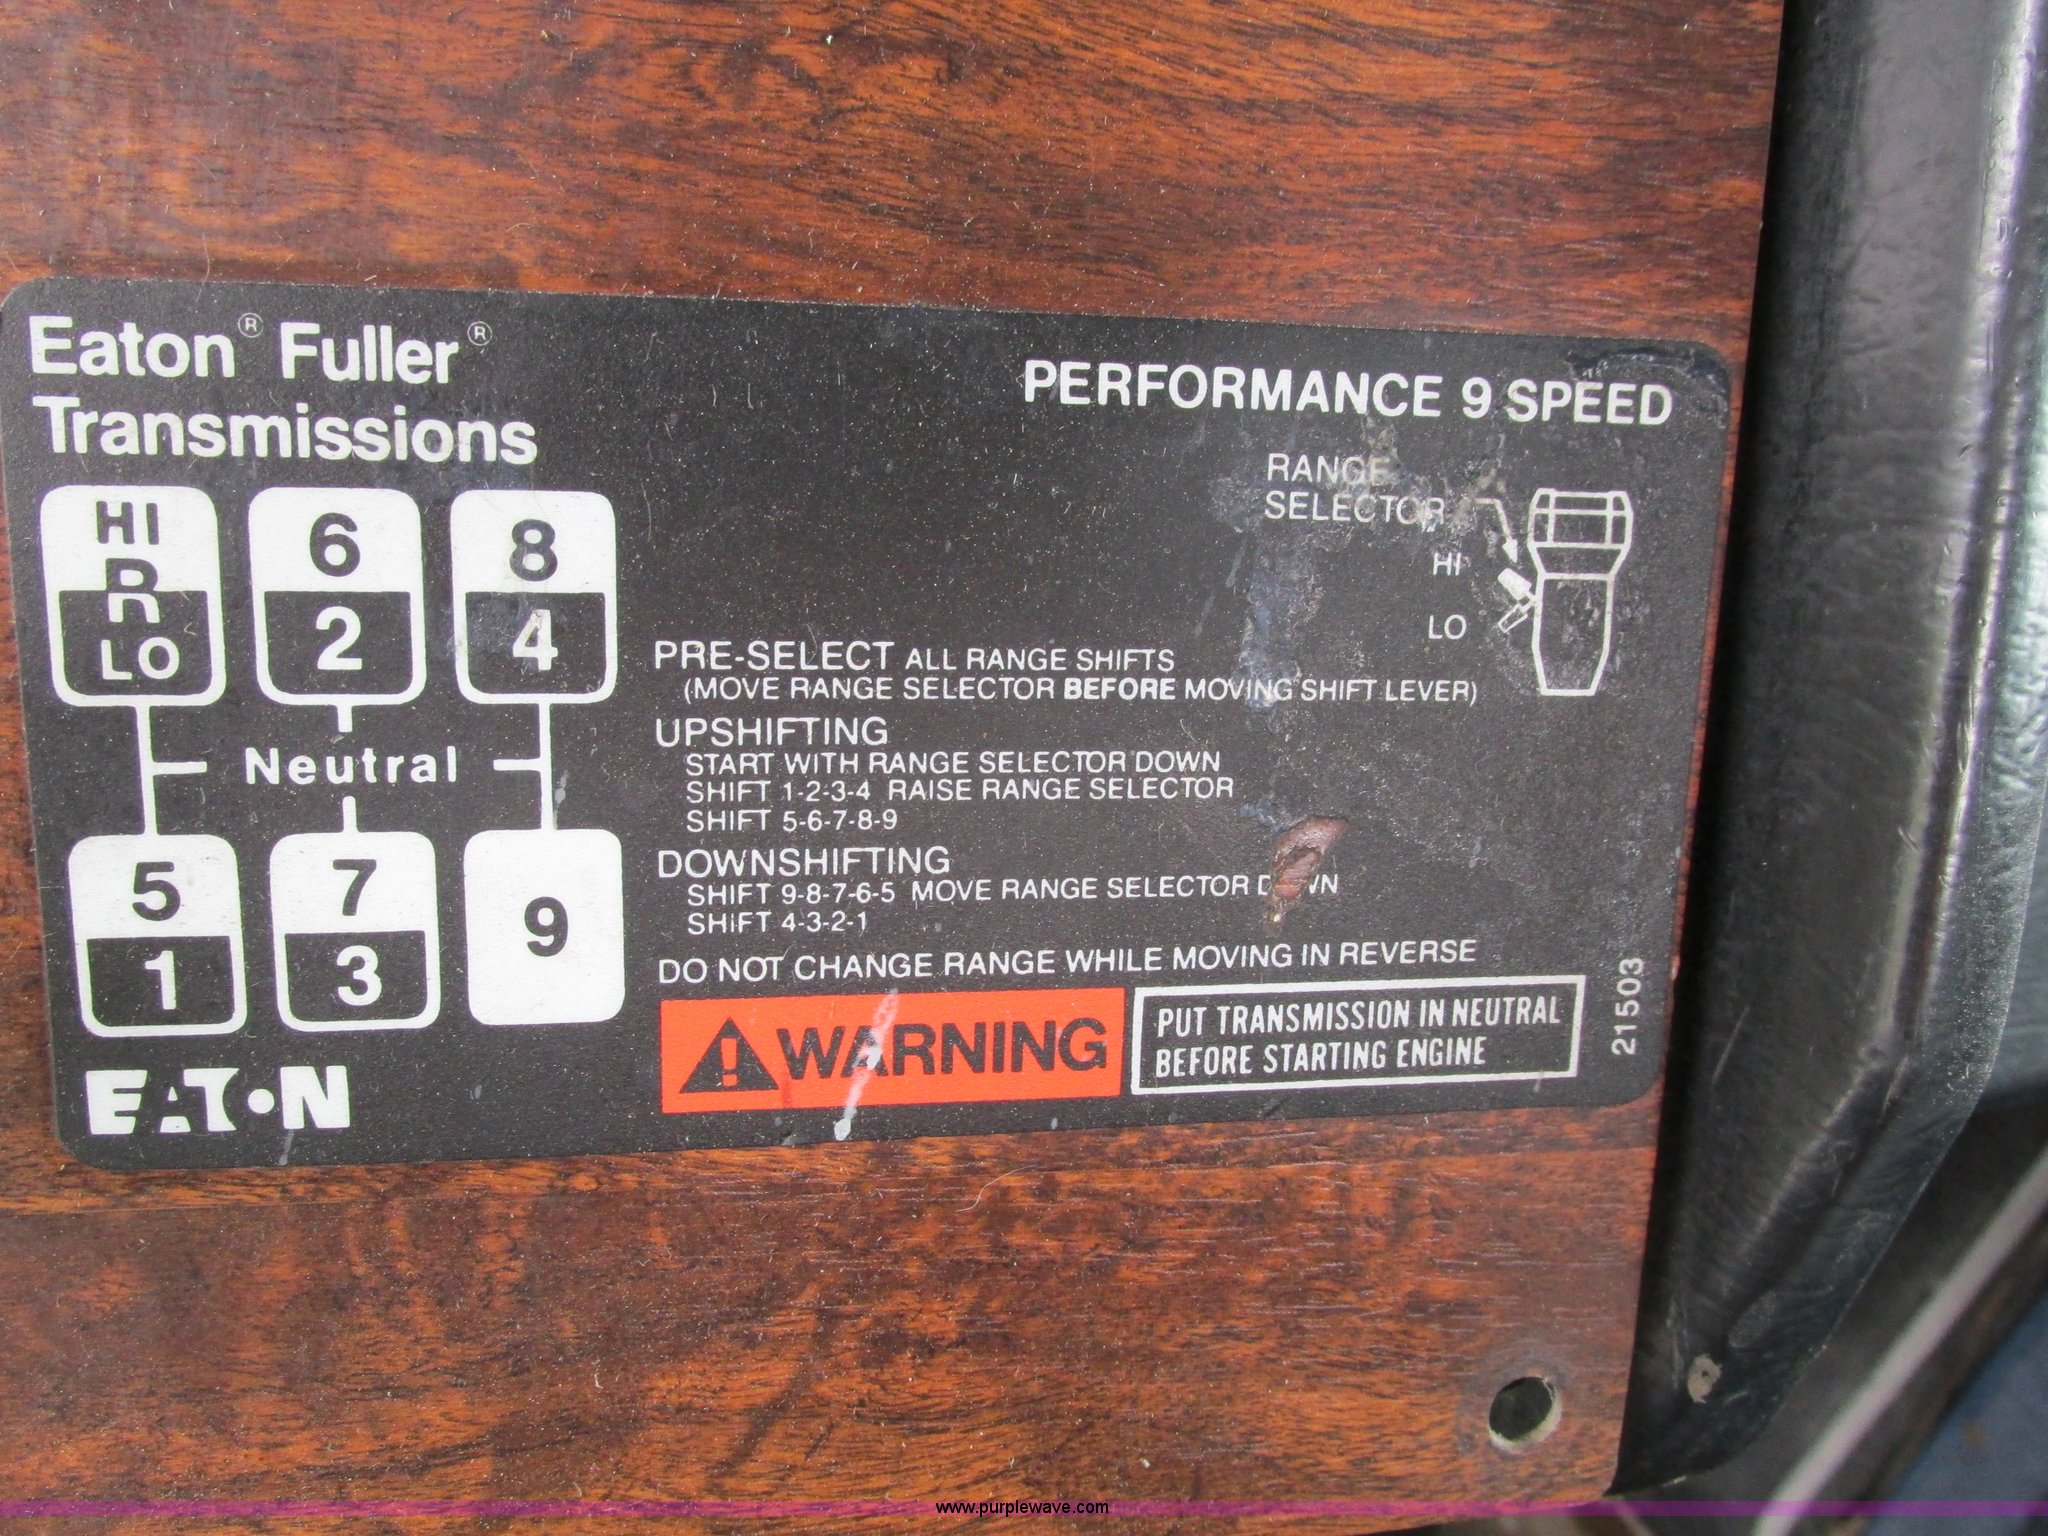 Eaton® Fuller®
Transmissions
PERFORMANCE 9 SPEED
RANGE
SELECTOR
HI
LO
HI
R
LO
6
2
8
4
Neutral
5
1
7
3
9
PRE-SELECT ALL RANGE SHIFTS
(MOVE RANGE SELECTOR BEFORE MOVING SHIFT LEVER)
UPSHIFTING
START WITH RANGE SELECTOR DOWN
SHIFT 1-2-3-4 RAISE RANGE SELECTOR
SHIFT 5-6-7-8-9
DOWNSHIFTING
SHIFT 9-8-7-6-5 MOVE RANGE SELECTOR
SHIFT 4-3-2-1
DO NOT CHANGE RANGE WHILE MOVING IN REVERSE
WARNING
PUT TRANSMISSION IN NEUTRAL
BEFORE STARTING ENGINE
21503
EATON
www.purplewave.com